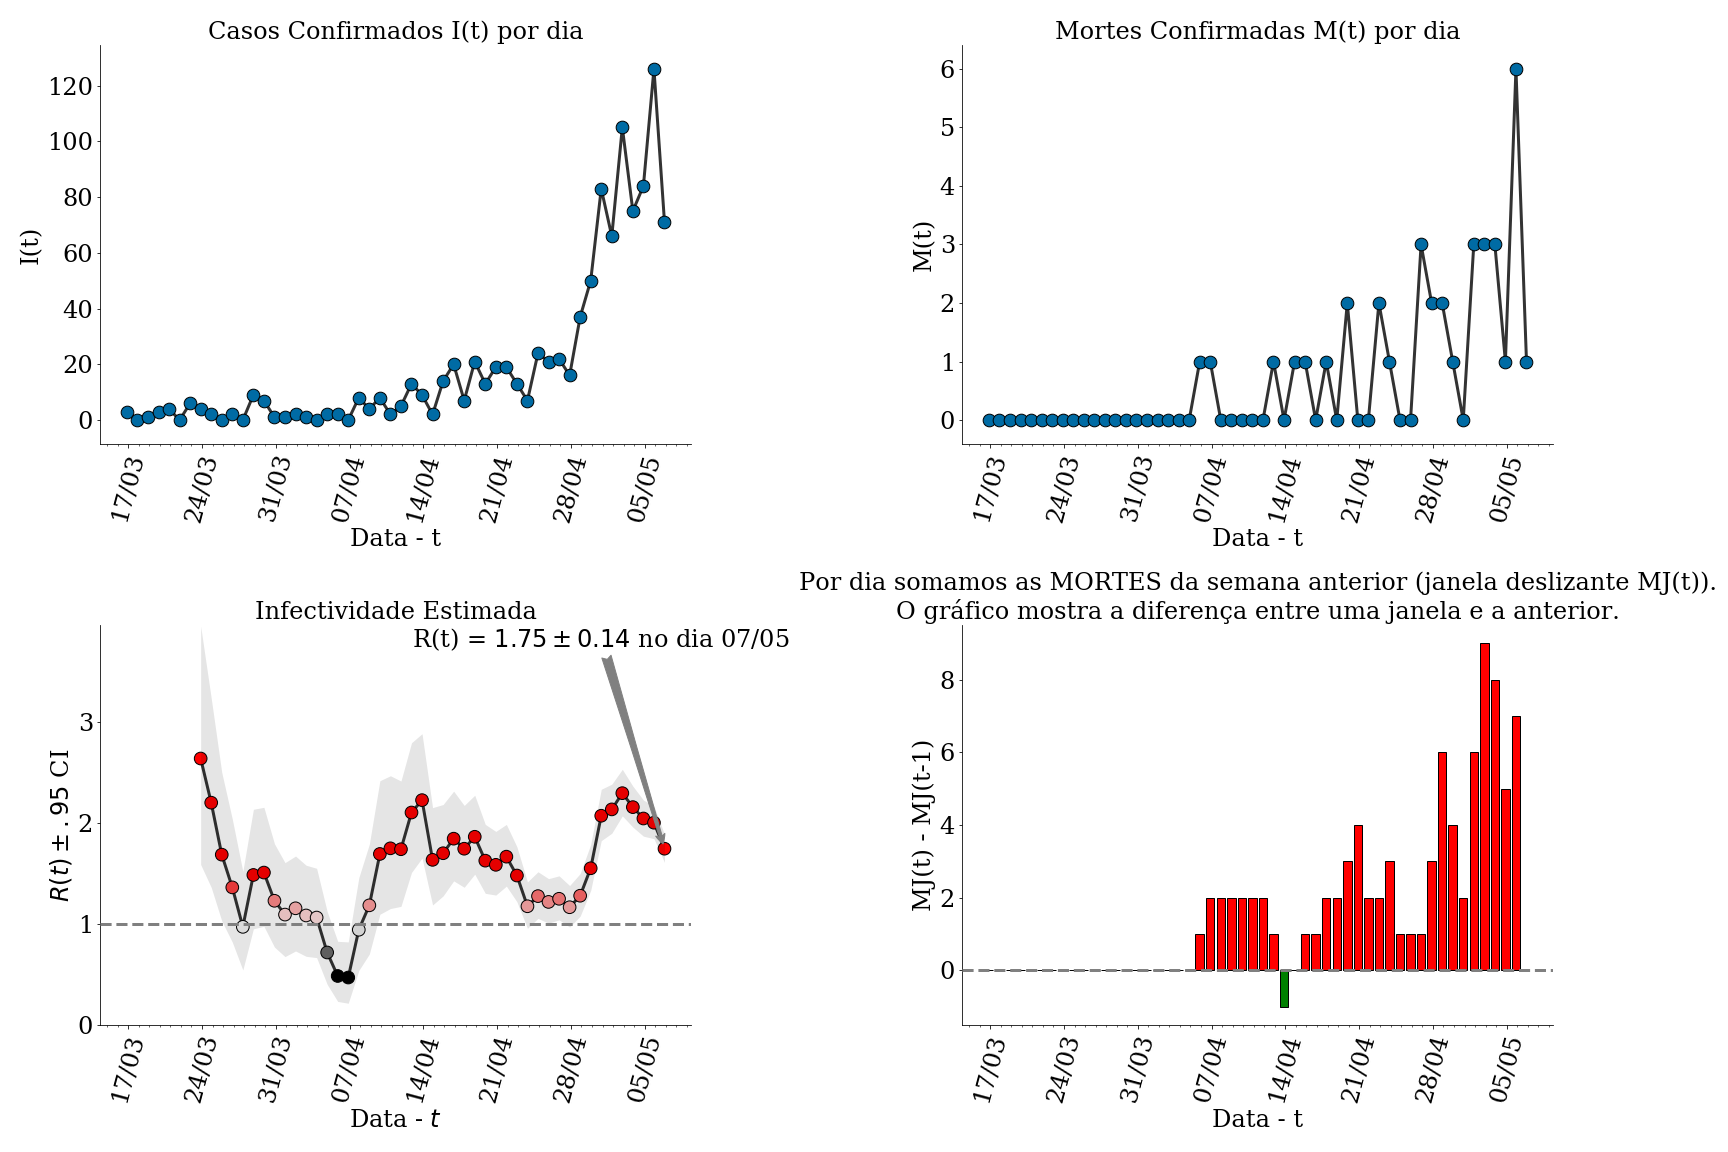 Casos Confirmados I(t) por dia
I(t)
120
100
80
60
40
20
0
17/03 24/03 31/03 07/04 14/04 21/04 28/04 05/05
Data - t
Mortes Confirmadas M(t) por dia
M(t)
6
5
4
3
2
1
0
17/03 24/03 31/03 07/04 14/04 21/04 28/04 05/05
Data - t
Infectividade Estimada
R(t) = 1.75 ± 0.14 no dia 07/05
R(t) ± .95 CI
3
2
1
0
17/03 24/03 31/03 07/04 14/04 21/04 28/04 05/05
Data - t
Por dia somamos as MORTES da semana anterior (janela deslizante MJ(t)).
O gráfico mostra a diferença entre uma janela e a anterior.
MJ(t) - MJ(t-1)
8
6
4
2
0
17/03 24/03 31/03 07/04 14/04 21/04 28/04 05/05
Data - t